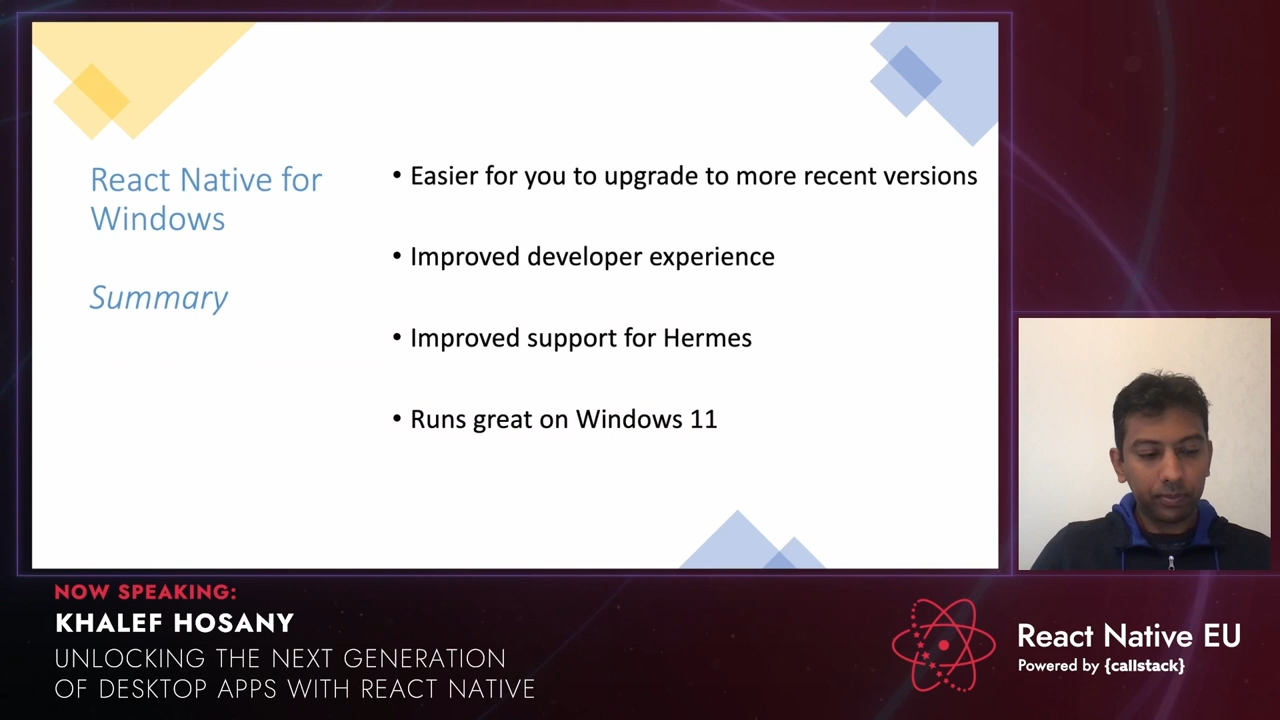 React Native for
Windows
Summary
• Easier for you to upgrade to more recent versions
• Improved developer experience
• Improved support for Hermes
• Runs great on Windows 11
NOW SPEAKING:
KHALEF HOSANY
UNLOCKING THE NEXT GENERATION
OF DESKTOP APPS WITH REACT NATIVE
React Native EU
Powered by {callstack}